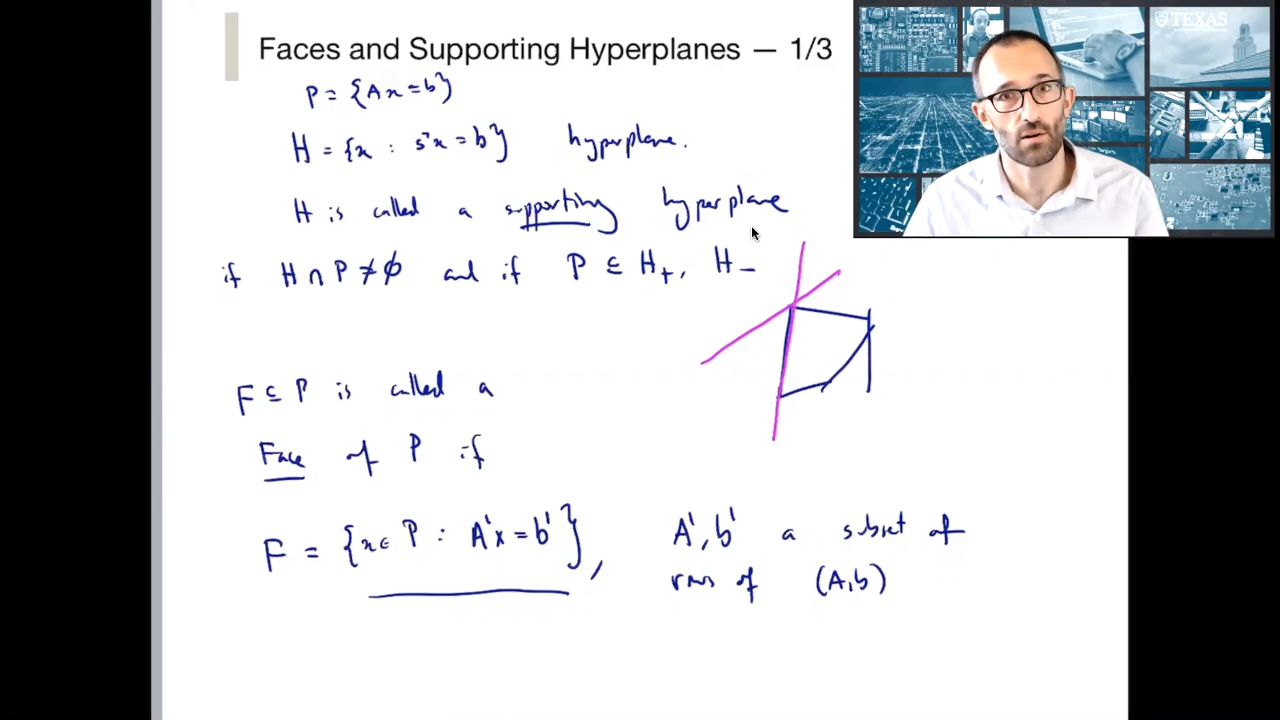 Faces and Supporting Hyperplanes — 1/3
TEXAS
P = {Ax = b}
H = {x : sᵀx = b} hyperplane.
H is called a supporting hyperplane
if H ∩ P ≠ ∅ and if P ⊆ H₊, H₋
F ⊆ P is called a
Face of P if
F = {x ∈ P : A'x = b'}, A', b' a subset of
rows of (A, b)